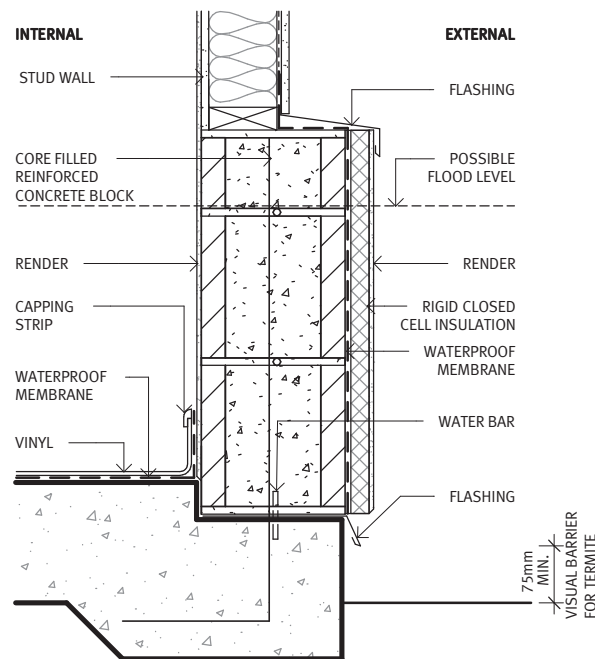 INTERNAL
EXTERNAL
STUD WALL
FLASHING
CORE FILLED
REINFORCED
CONCRETE BLOCK
POSSIBLE
FLOOD LEVEL
RENDER
RENDER
CAPPING
STRIP
RIGID CLOSED
CELL INSULATION
WATERPROOF
MEMBRANE
WATERPROOF
MEMBRANE
WATER BAR
VINYL
FLASHING
75mm
MIN.
VISUAL BARRIER
FOR TERMITE